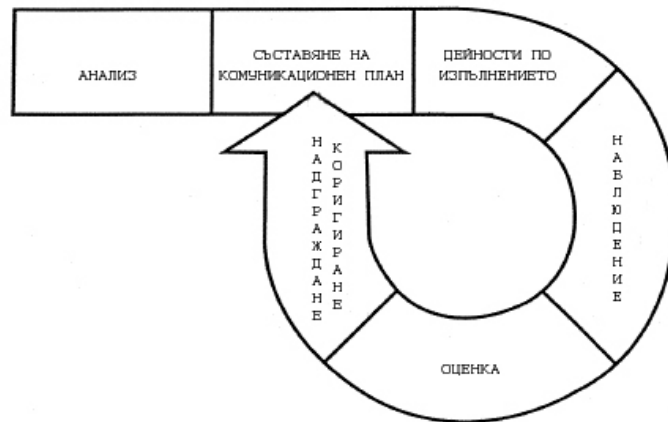 АНАЛИЗ
СЪСТАВЯНЕ НА
КОМУНИКАЦИОНЕН ПЛАН
ДЕЙНОСТИ ПО
ИЗПЪЛНЕНИЕТО
НАБЛЮДЕНИЕ
ОЦЕНКА
НАДГРАЖДАНЕ
КОРИГИРАНЕ